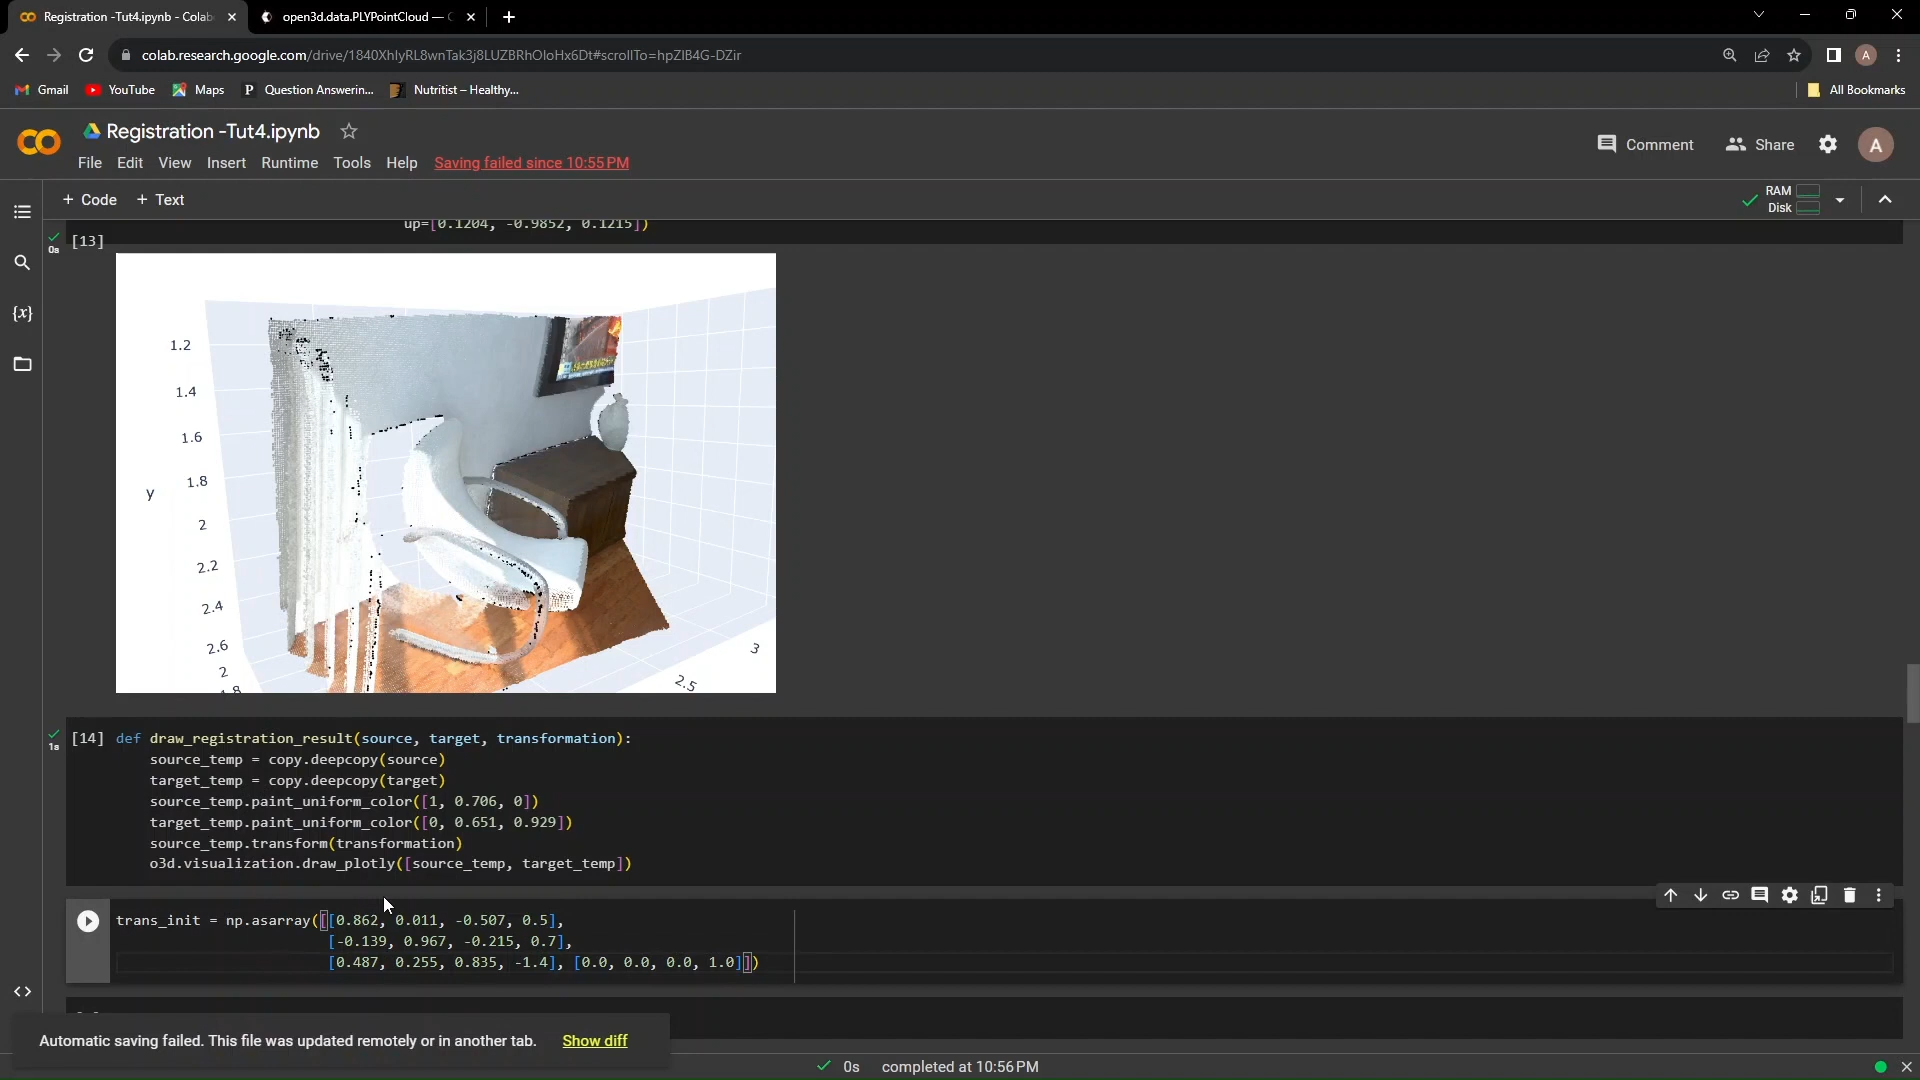 Registration -Tut4.ipynb - Colab
open3d.data.PLYPointCloud —
colab.research.google.com/drive/1840XhIyRL8wnTak3j8LUZBRhOIoHx6Dt#scrollTo=hpZIB4G-DZir
A
Gmail
YouTube
Maps
P Question Answerin...
Nutritist – Healthy...
All Bookmarks
Registration -Tut4.ipynb
File Edit View Insert Runtime Tools Help Saving failed since 10:55 PM
Comment
Share
A
+ Code + Text
RAM
Disk
up=[0.1204, -0.9852, 0.1215])
0s
[13]
{x}
1.2
1.4
1.6
1.8
y
2
2.2
2.4
2.6
2
1.8
3
2.5
1s
[14] def draw_registration_result(source, target, transformation):
source_temp = copy.deepcopy(source)
target_temp = copy.deepcopy(target)
source_temp.paint_uniform_color([1, 0.706, 0])
target_temp.paint_uniform_color([0, 0.651, 0.929])
source_temp.transform(transformation)
o3d.visualization.draw_plotly([source_temp, target_temp])
trans_init = np.asarray([[0.862, 0.011, -0.507, 0.5],
[-0.139, 0.967, -0.215, 0.7],
[0.487, 0.255, 0.835, -1.4], [0.0, 0.0, 0.0, 1.0]])
Automatic saving failed. This file was updated remotely or in another tab. Show diff
0s completed at 10:56 PM